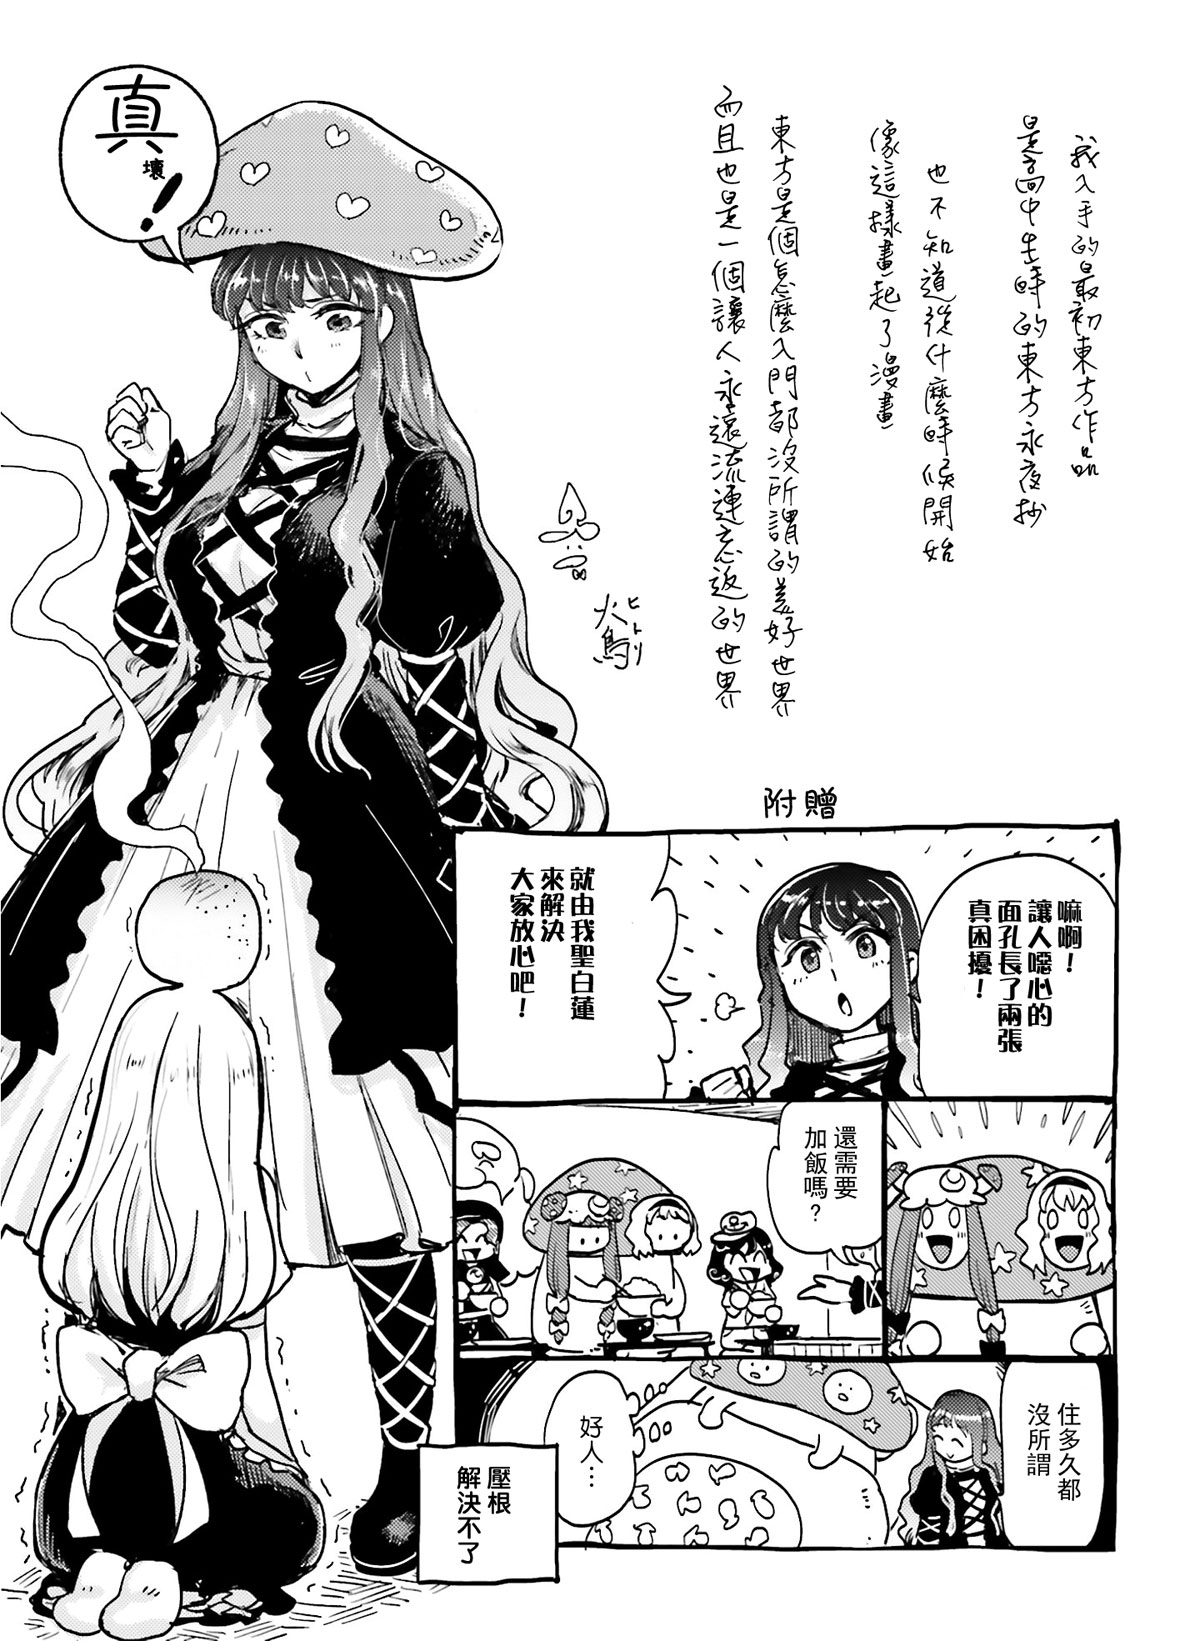 我入手的最初東方作品
是高中生時的東方永夜抄
也不知道從什麼時候開始
像這樣畫起了漫畫
東方是個怎麼入門都沒所謂的美好世界
而且也是一個讓人永遠流連忘返的世界
火鳥
ヒトリ
真
壞
！
附贈
嘛啊！
讓人噁心的
面孔長了兩張
真困擾！
就由我聖白蓮
來解決
大家放心吧！
還需要
加飯嗎？
住多久都
沒所謂
好人…
壓根
解決不了